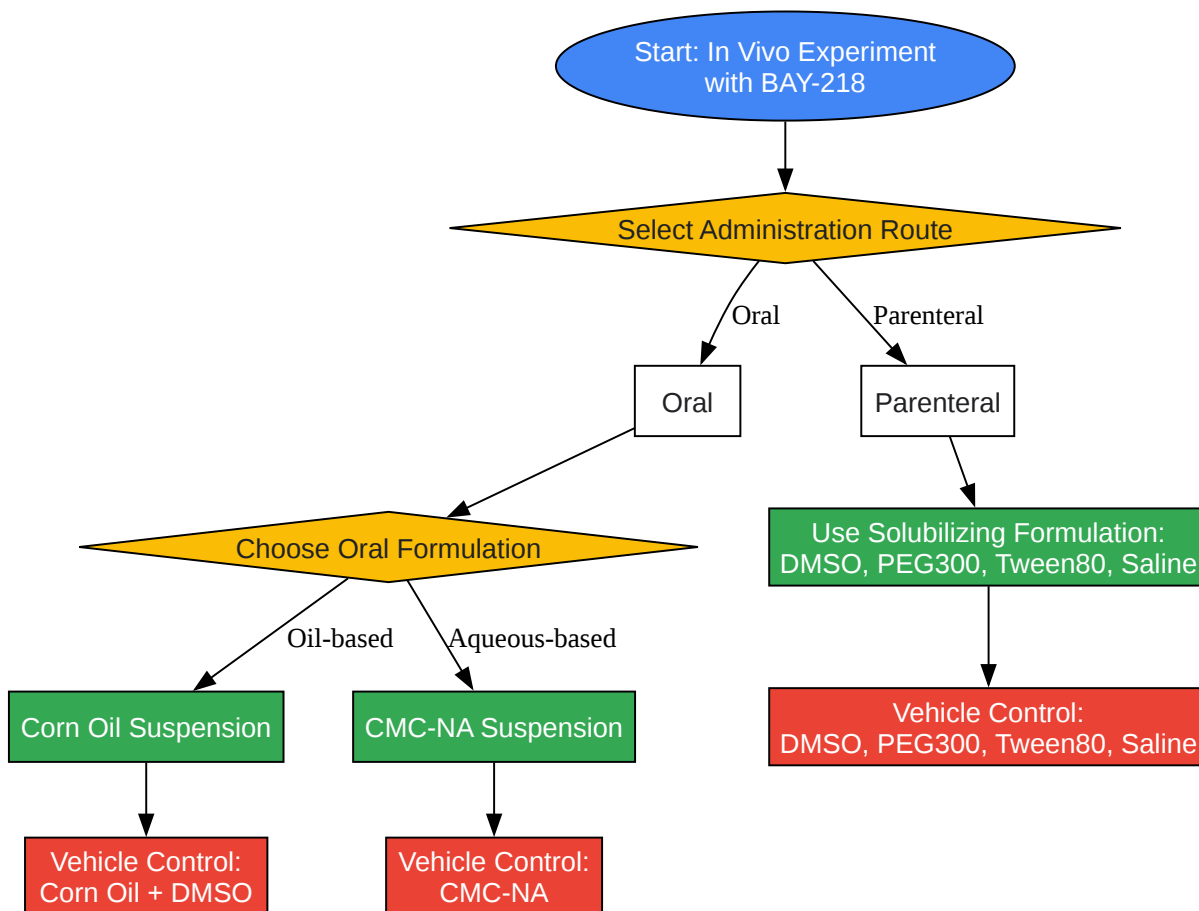 Start: In Vivo Experiment
with BAY-218
Select Administration Route
Oral
Parenteral
Oral
Parenteral
Choose Oral Formulation
Use Solubilizing Formulation:
DMSO, PEG300, Tween80, Saline
Oil-based
Aqueous-based
Corn Oil Suspension
CMC-NA Suspension
Vehicle Control:
DMSO, PEG300, Tween80, Saline
Vehicle Control:
Corn Oil + DMSO
Vehicle Control:
CMC-NA